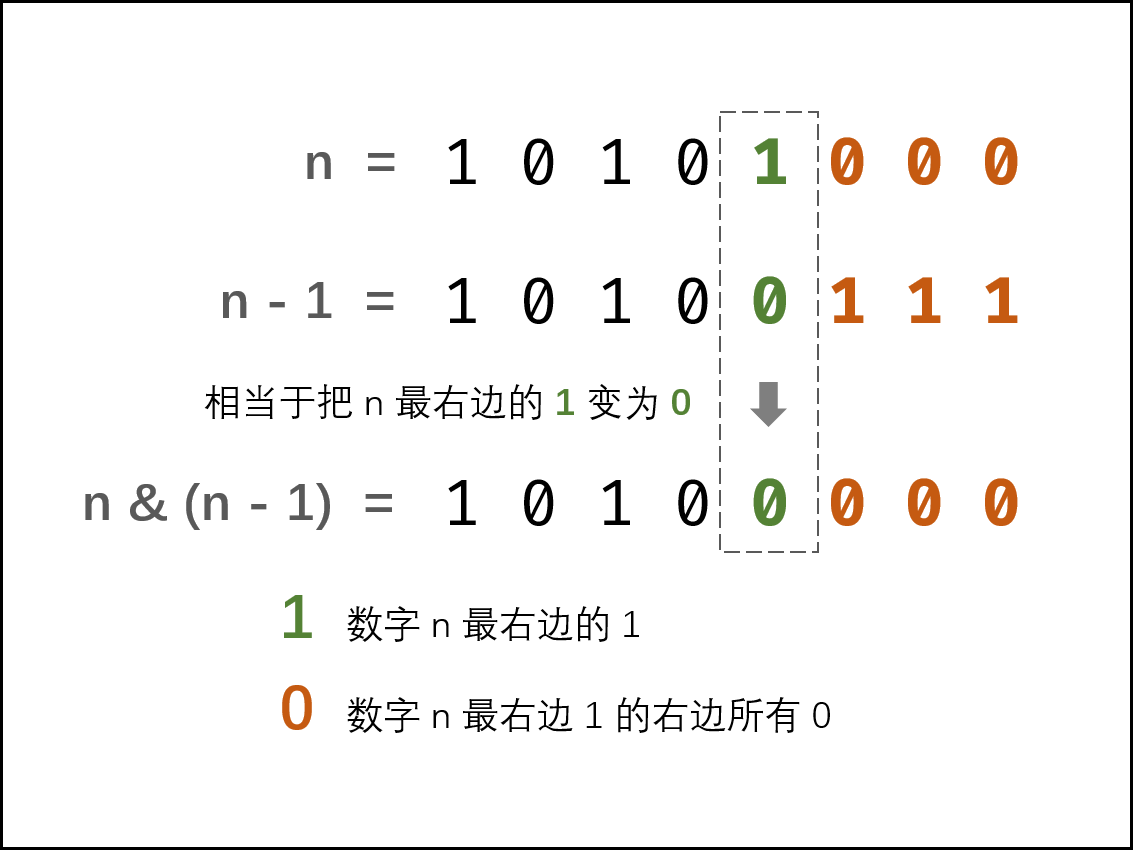 n = 1 0 1 0 1 0 0 0
n - 1 = 1 0 1 0 0 1 1 1
相当于把 n 最右边的 1 变为 0
n & (n - 1) = 1 0 1 0 0 0 0 0
1 数字 n 最右边的 1
0 数字 n 最右边 1 的右边所有 0